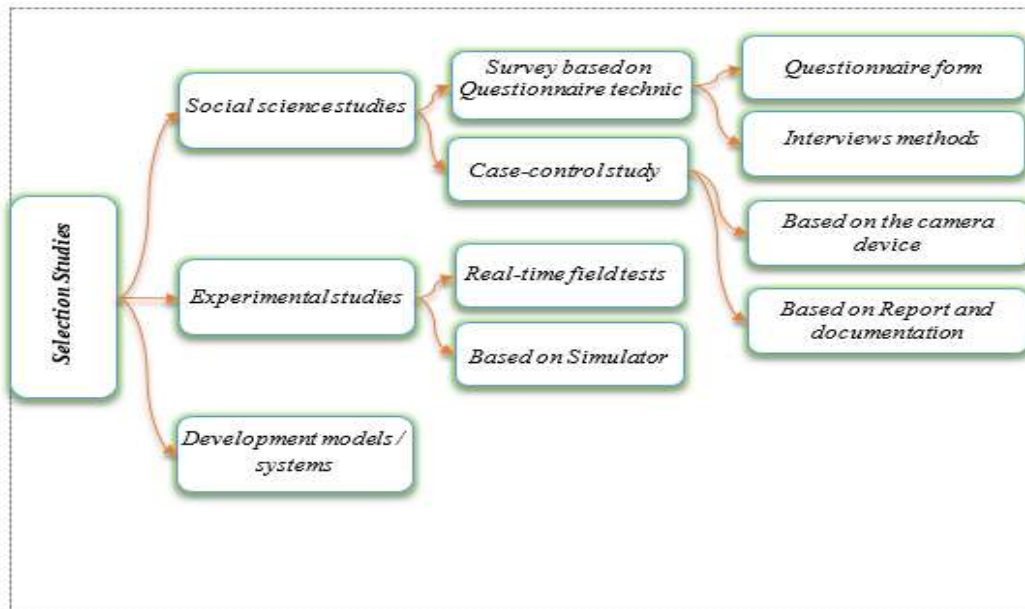 Selection Studies
Social science studies
Experimental studies
Development models /
systems
Survey based on
Questionnaire technic
Case-control study
Real-time field tests
Based on Simulator
Questionnaire form
Interviews methods
Based on the camera
device
Based on Report and
documentation